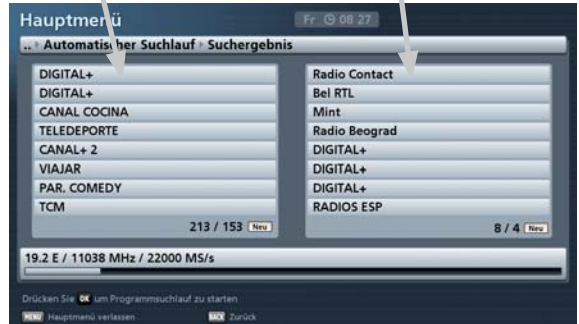 Hauptmenü
Fr 08 27
.. Automatischer Suchlauf Suchergebnis
DIGITAL+
DIGITAL+
CANAL COCINA
TELEDEPORTE
CANAL+ 2
VIAJAR
PAR. COMEDY
TCM
213 / 153 Neu
Radio Contact
Bel RTL
Mint
Radio Beograd
DIGITAL+
DIGITAL+
DIGITAL+
RADIOS ESP
8 / 4 Neu
19.2 E / 11038 MHz / 22000 MS/s
Drücken Sie OK um Programmsuchlauf zu starten
MENU Hauptmenü verlassen BACK Zurück